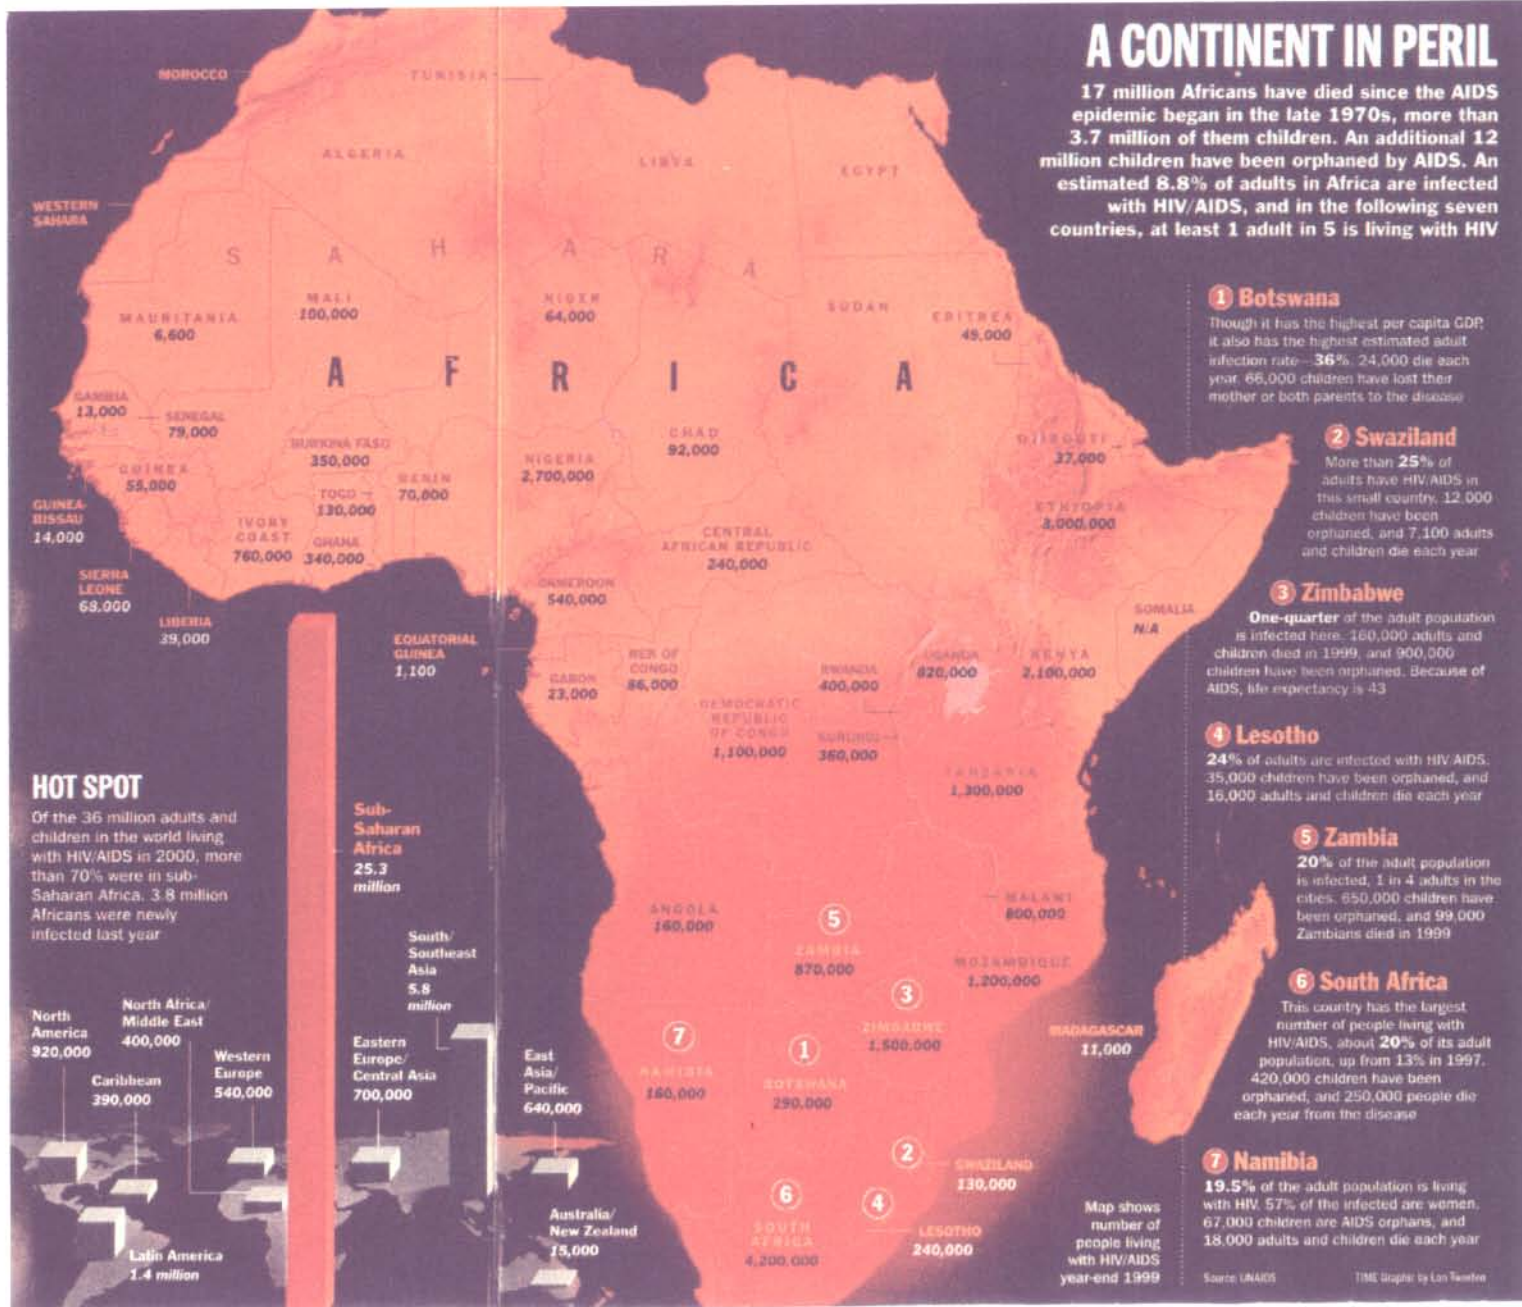 A CONTINENT IN PERIL
17 million Africans have died since the AIDS
epidemic began in the late 1970s, more than
3.7 million of them children. An additional 12
million children have been orphaned by AIDS. An
estimated 8.8% of adults in Africa are infected
with HIV/AIDS, and in the following seven
countries, at least 1 adult in 5 is living with HIV
MOROCCO
TUNISIA
ALGERIA
LIBYA
EGYPT
WESTERN
SAHARA
S A H A R A
MAURITANIA
6,600
MALI
100,000
NIGER
64,000
SUDAN
ERITREA
49,000
A F R I C A
GAMBIA
13,000
SENEGAL
79,000
BURKINA FASO
350,000
CHAD
92,000
DJIBOUTI
37,000
GUINEA
55,000
NIGERIA
2,700,000
BENIN
70,000
TOGO
130,000
GUINEA-
BISSAU
14,000
IVORY
COAST
760,000
GHANA
340,000
CENTRAL
AFRICAN REPUBLIC
240,000
ETHIOPIA
3,000,000
SIERRA
LEONE
68,000
LIBERIA
39,000
CAMEROON
540,000
SOMALIA
N/A
EQUATORIAL
GUINEA
1,100
GABON
23,000
REP. OF
CONGO
86,000
RWANDA
400,000
UGANDA
820,000
KENYA
2,100,000
DEMOCRATIC
REPUBLIC
OF CONGO
1,100,000
BURUNDI
360,000
TANZANIA
1,300,000
ANGOLA
160,000
MALAWI
800,000
5
ZAMBIA
870,000
MOZAMBIQUE
1,200,000
3
ZIMBABWE
1,500,000
7
NAMIBIA
160,000
1
BOTSWANA
290,000
MADAGASCAR
11,000
2
SWAZILAND
130,000
6
SOUTH
AFRICA
4,200,000
4
LESOTHO
240,000
Map shows
number of
people living
with HIV/AIDS
year-end 1999
1 Botswana
Though it has the highest per capita GDP,
it also has the highest estimated adult
infection rate—36%. 24,000 die each
year. 66,000 children have lost their
mother or both parents to the disease
2 Swaziland
More than 25% of
adults have HIV/AIDS in
this small country. 12,000
children have been
orphaned, and 7,100 adults
and children die each year
3 Zimbabwe
One-quarter of the adult population
is infected here. 160,000 adults and
children died in 1999, and 900,000
children have been orphaned. Because of
AIDS, life expectancy is 43
4 Lesotho
24% of adults are infected with HIV/AIDS.
35,000 children have been orphaned, and
16,000 adults and children die each year
5 Zambia
20% of the adult population
is infected, 1 in 4 adults in the
cities. 650,000 children have
been orphaned, and 99,000
Zambians died in 1999
6 South Africa
This country has the largest
number of people living with
HIV/AIDS, about 20% of its adult
population, up from 13% in 1997.
420,000 children have been
orphaned, and 250,000 people die
each year from the disease
7 Namibia
19.5% of the adult population is living
with HIV. 57% of the infected are women.
67,000 children are AIDS orphans, and
18,000 adults and children die each year
Source: UNAIDS
TIME Graphic by Lon Tweeten
HOT SPOT
Of the 36 million adults and
children in the world living
with HIV/AIDS in 2000, more
than 70% were in sub-
Saharan Africa. 3.8 million
Africans were newly
infected last year
Sub-
Saharan
Africa
25.3
million
South/
Southeast
Asia
5.8
million
North
America
920,000
North Africa/
Middle East
400,000
Caribbean
390,000
Western
Europe
540,000
Eastern
Europe/
Central Asia
700,000
East
Asia/
Pacific
640,000
Latin America
1.4 million
Australia/
New Zealand
15,000